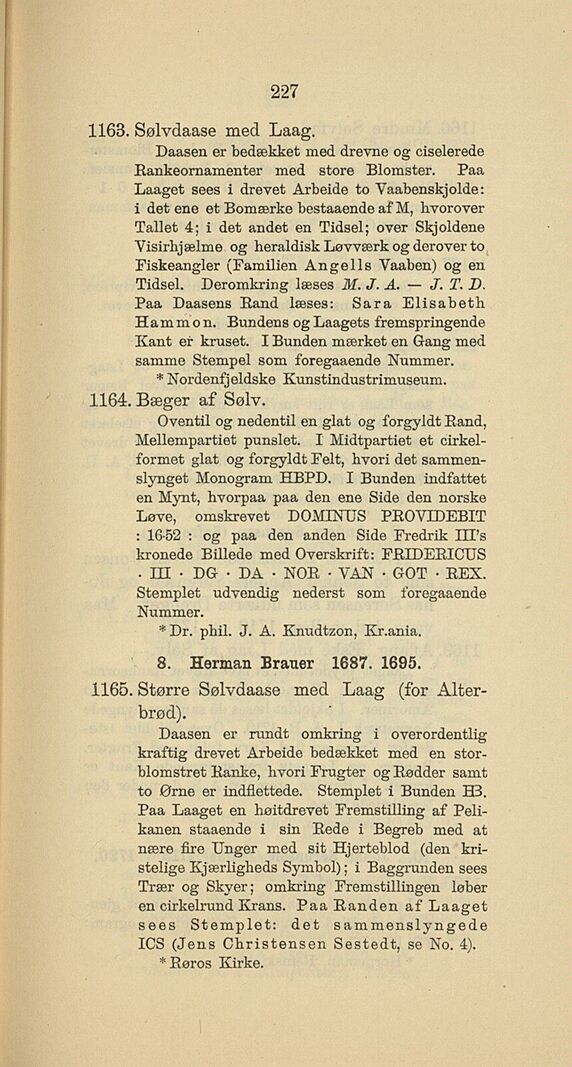 227
1163. Sølvdaase med Laag.
Daasen er bedækket med drevne og ciselerede
Rankeornamenter med store Blomster. Paa
Laaget sees i drevet Arbeide to Vaabenskjolde:
i det ene et Bomærke bestaaende af M, hvorover
Tallet 4; i det andet en Tidsel; over Skjoldene
Visirhjælme og heraldisk Løvværk og derover to
Fiskeangler (Familien Angells Vaaben) og en
Tidsel. Deromkring læses M. J. A. — J. T. D.
Paa Daasens Rand læses: Sara Elisabeth
Hammon. Bundens og Laagets fremspringende
Kant er kruset. I Bunden mærket en Gang med
samme Stempel som foregaaende Nummer.
* Nordenfjeldske Kunstindustrimuseum.
1164. Bæger af Sølv.
Oventil og nedentil en glat og forgyldt Rand,
Mellempartiet punslet. I Midtpartiet et cirkel-
formet glat og forgyldt Felt, hvori det sammen-
slynget Monogram HBPD. I Bunden indfattet
en Mynt, hvorpaa paa den ene Side den norske
Løve, omskrevet DOMINUS PROVIDEBIT
: 16-52 : og paa den anden Side Fredrik III's
kronede Billede med Overskrift: FRIDERICUS
· III · DG · DA · NOR · VAN · GOT · REX.
Stemplet udvendig nederst som foregaaende
Nummer.
* Dr. phil. J. A. Knudtzon, Kr.ania.
8. Herman Brauer 1687. 1695.
1165. Større Sølvdaase med Laag (for Alter-
brød).
Daasen er rundt omkring i overordentlig
kraftig drevet Arbeide bedækket med en stor-
blomstret Ranke, hvori Frugter og Rødder samt
to Ørne er indflettede. Stemplet i Bunden HB.
Paa Laaget en høitdrevet Fremstilling af Peli-
kanen staaende i sin Rede i Begreb med at
nære fire Unger med sit Hjerteblod (den kri-
stelige Kjærligheds Symbol); i Baggrunden sees
Trær og Skyer; omkring Fremstillingen løber
en cirkelrund Krans. Paa Randen af Laaget
sees Stemplet: det sammenslyngede
ICS (Jens Christensen Sestedt, se No. 4).
* Røros Kirke.